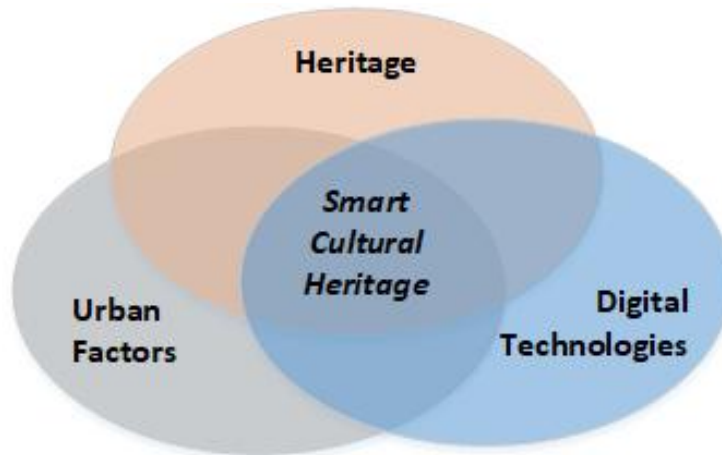 Heritage
Smart
Cultural
Heritage
Urban
Factors
Digital
Technologies